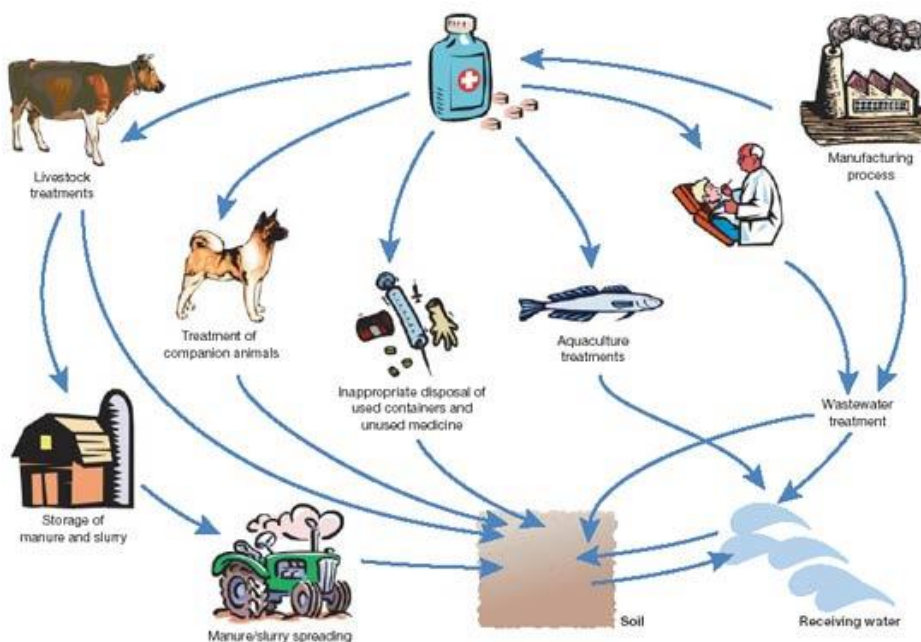 Livestock
treatments
Manufacturing
process
Treatment of
companion animals
Inappropriate disposal of
used containers and
unused medicine
Aquaculture
treatments
Wastewater
treatment
Storage of
manure and slurry
Manure/slurry spreading
Soil
Receiving water